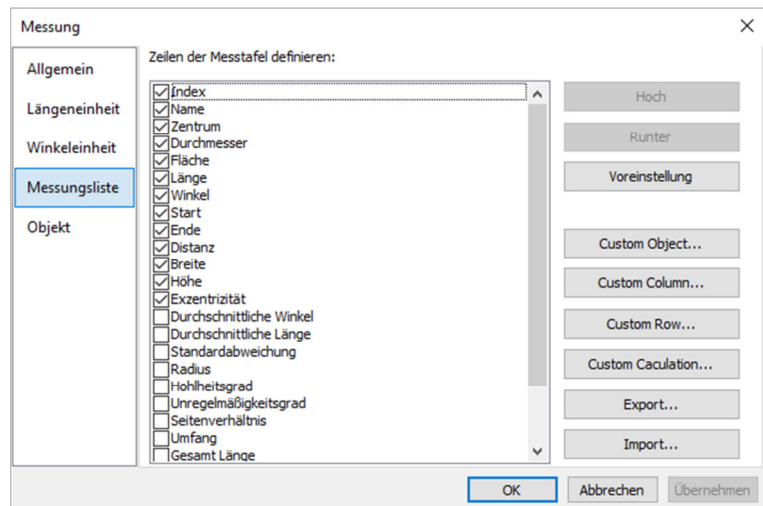 Messung
Allgemein
Längeneinheit
Winkeleinheit
Messungsliste
Objekt
Zeilen der Messtafel definieren:
Index
Name
Zentrum
Durchmesser
Fläche
Länge
Winkel
Start
Ende
Distanz
Breite
Höhe
Exzentrizität
Durchschnittliche Winkel
Durchschnittliche Länge
Standardabweichung
Radius
Hohlheitsgrad
Unregelmäßigkeitsgrad
Seitenverhältnis
Umfang
Gesamt Länge
Hoch
Runter
Voreinstellung
Custom Object...
Custom Column...
Custom Row...
Custom Caculation...
Export...
Import...
OK
Abbrechen
Übernehmen